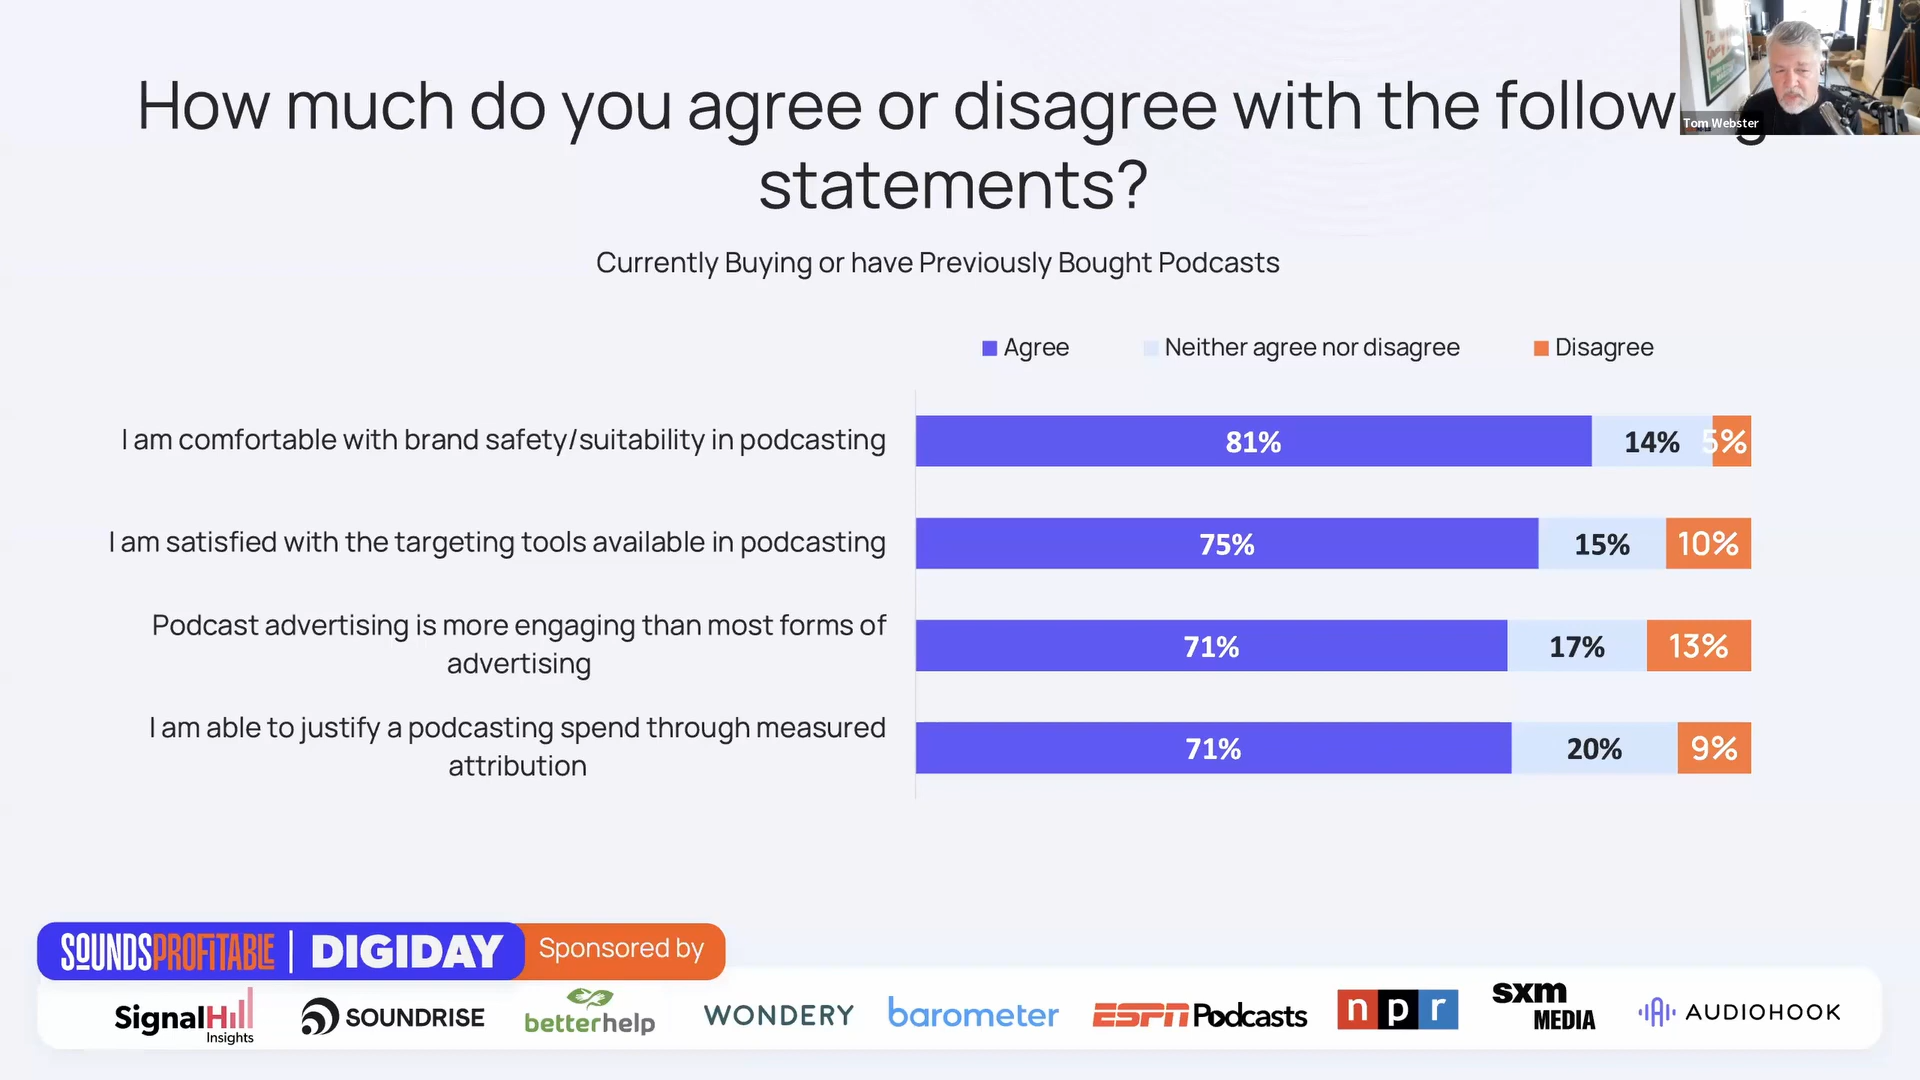 How much do you agree or disagree with the follow
statements?
Tom Webster
Currently Buying or have Previously Bought Podcasts
Agree
Neither agree nor disagree
Disagree
I am comfortable with brand safety/suitability in podcasting
81% 14% 5%
I am satisfied with the targeting tools available in podcasting
75% 15% 10%
Podcast advertising is more engaging than most forms of
advertising
71% 17% 13%
I am able to justify a podcasting spend through measured
attribution
71% 20% 9%
SOUNDSPROFITABLE | DIGIDAY Sponsored by
SignalHill
Insights
SOUNDRISE
betterhelp
WONDERY
barometer
ESPN Podcasts
npr
sxm
MEDIA
AUDIOHOOK